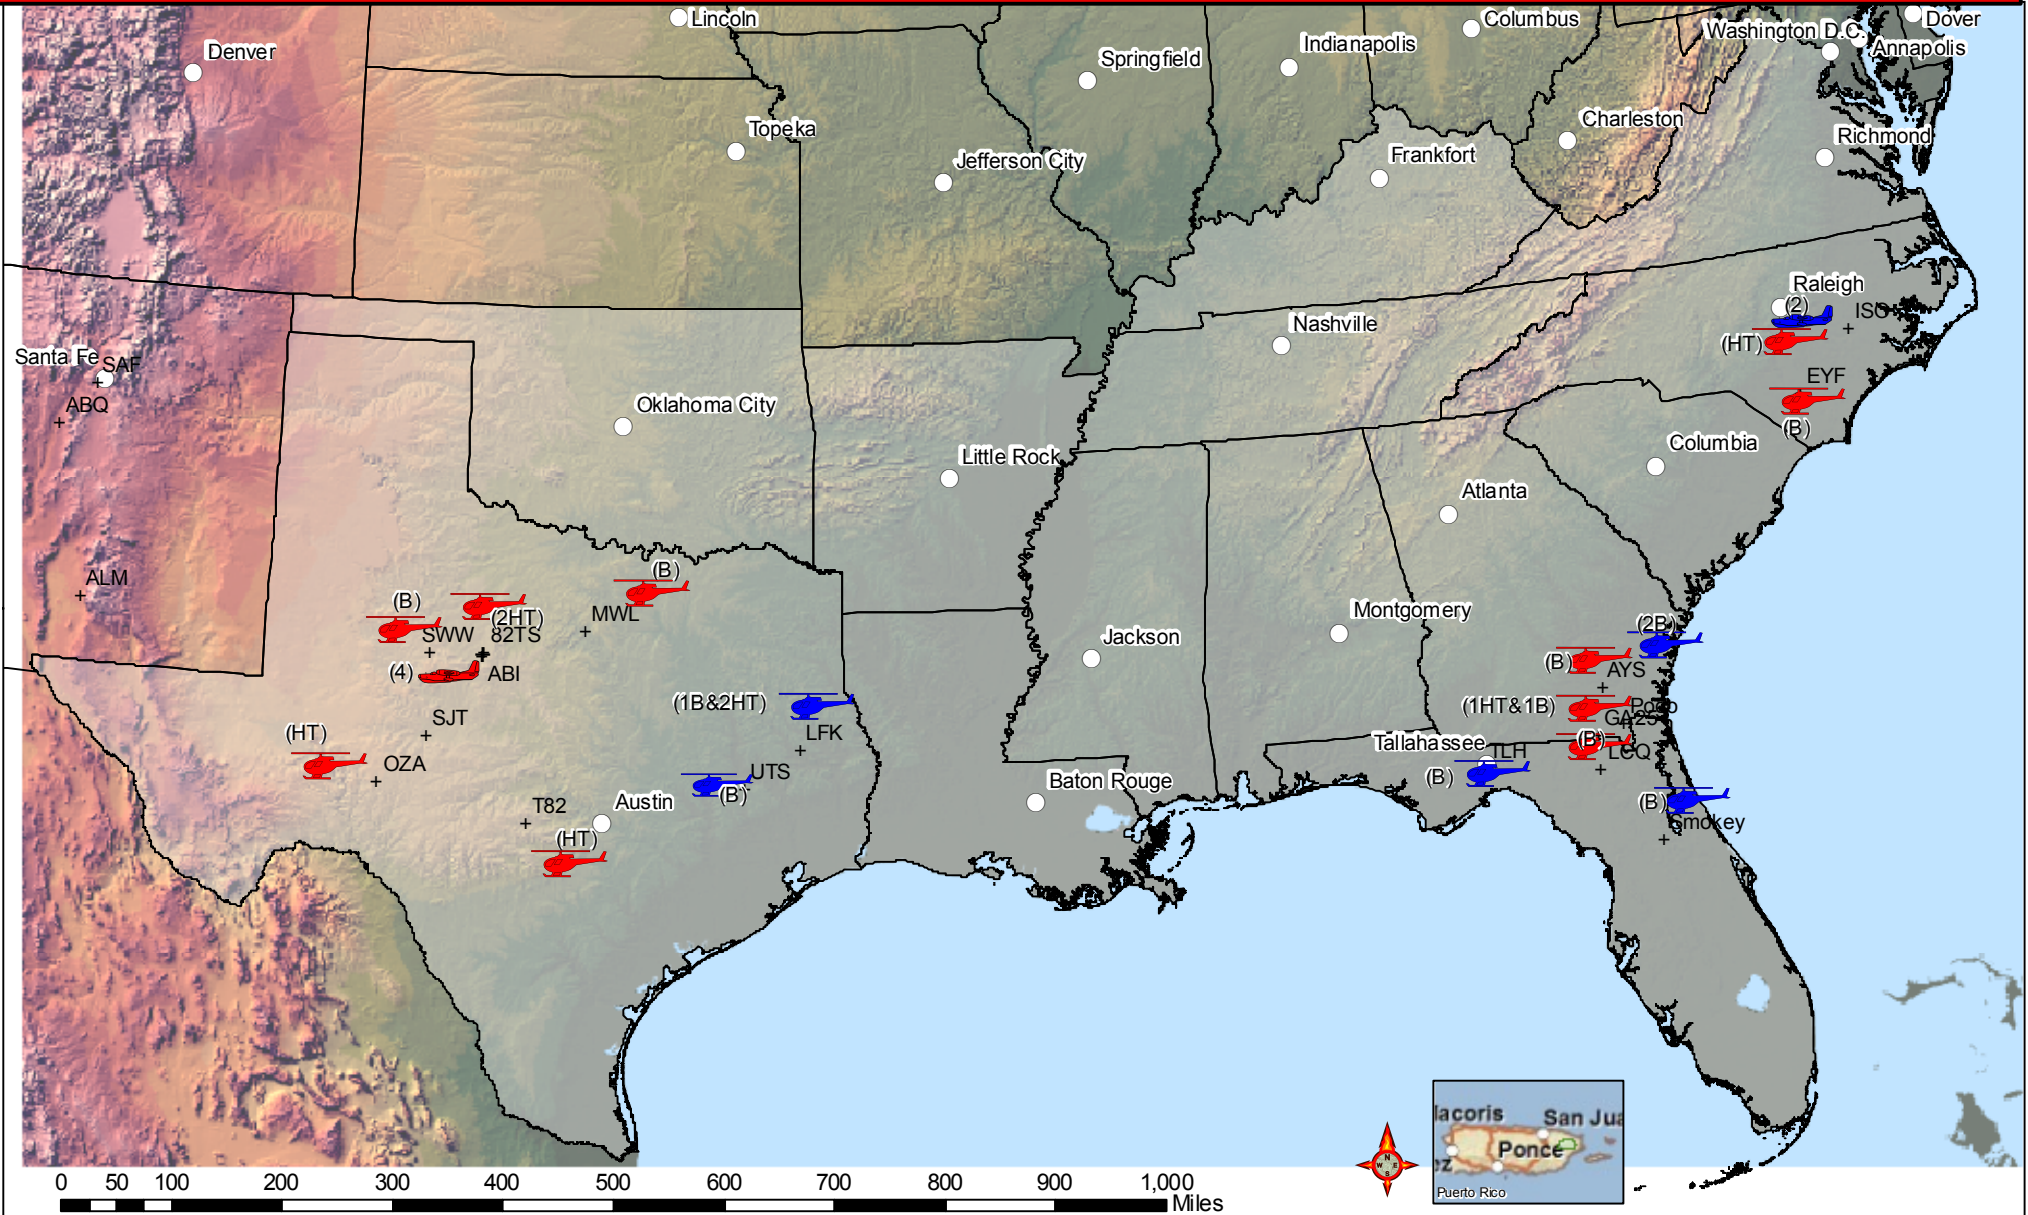 Lincoln
Columbus
Dover
Denver
Springfield
Indianapolis
Washington D.C.
Annapolis
Topeka
Charleston
Jefferson City
Frankfort
Richmond
Raleigh
(2)
ISO
Nashville
(HT)
Santa Fe
SAF
EYF
ABQ
Oklahoma City
(B)
Columbia
Little Rock
Atlanta
(B)
ALM
(B)
MWL
(2HT)
Montgomery
(2B)
SWW
82TS
Jackson
(B)
AYS
(4)
ABI
(1B&2HT)
(1HT&1B)
SJT
GA25
(HT)
LFK
Tallahassee
TLH
(B)
LCQ
OZA
UTS
(B)
(B)
Baton Rouge
T82
Austin
(B)
Smokey
(HT)
lacoris
San Jua
Ponce
ez
Puerto Rico
N
W
E
S
0 50 100 200 300 400 500 600 700 800 900 1,000
Miles